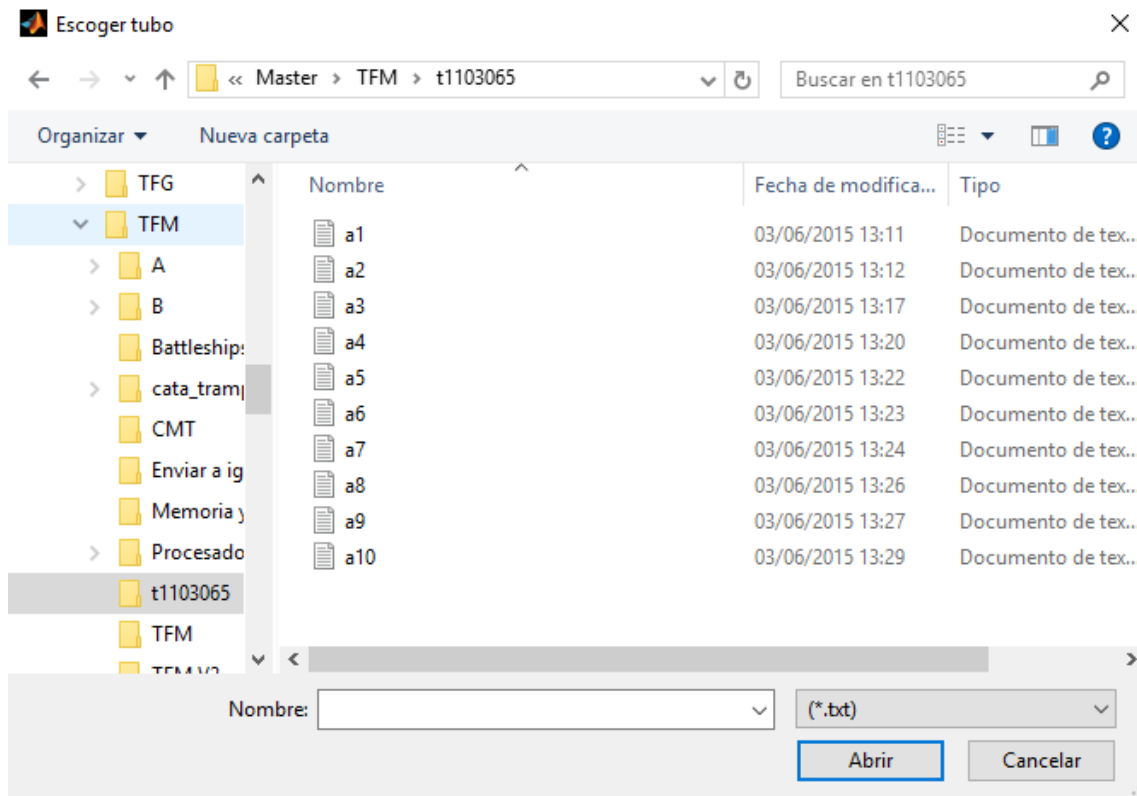 Escoger tubo
« Master > TFM > t1103065
Buscar en t1103065
Organizar
Nueva carpeta
?
TFG
TFM
A
B
Battleship
cata_tram
CMT
Enviar a ig
Memoria y
Procesado
t1103065
TFM
TFM V2
Nombre Fecha de modifica... Tipo
a1 03/06/2015 13:11 Documento de tex...
a2 03/06/2015 13:12 Documento de tex...
a3 03/06/2015 13:17 Documento de tex...
a4 03/06/2015 13:20 Documento de tex...
a5 03/06/2015 13:22 Documento de tex...
a6 03/06/2015 13:23 Documento de tex...
a7 03/06/2015 13:24 Documento de tex...
a8 03/06/2015 13:26 Documento de tex...
a9 03/06/2015 13:27 Documento de tex...
a10 03/06/2015 13:29 Documento de tex...
Nombre:
(*.txt)
Abrir
Cancelar